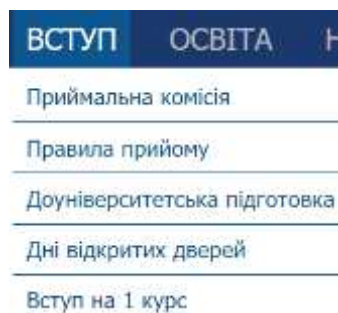 ВСТУП ОСВІТА
Приймальна комісія
Правила прийому
Доуніверситетська підготовка
Дні відкритих дверей
Вступ на 1 курс